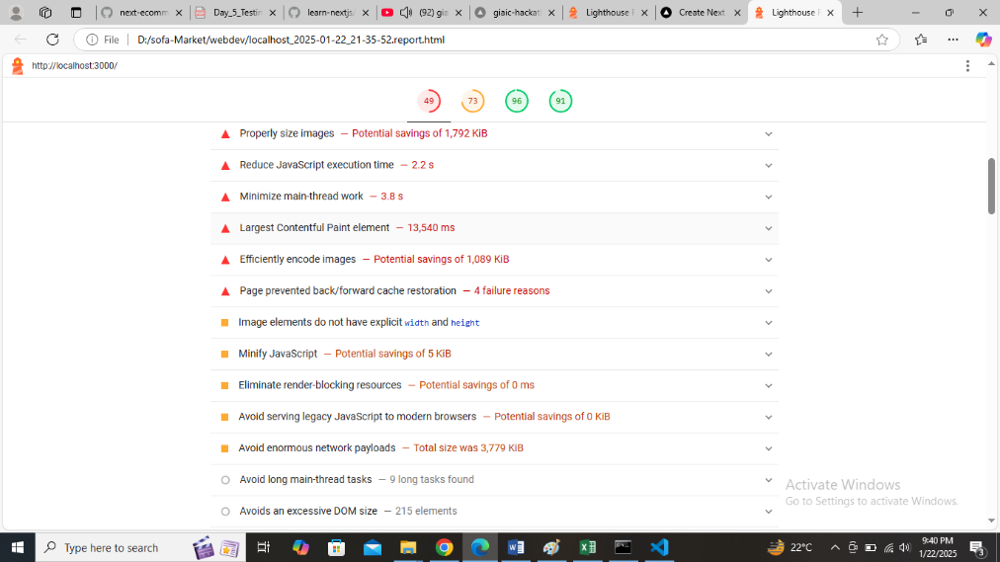 next-ecomm
Day_5_Testin
learn-nextjs/
(92) gia
giaic-hackat
Lighthouse R
Create Next
Lighthouse R
File
D:/sofa-Market/webdev/localhost_2025-01-22_21-35-52.report.html
http://localhost:3000/
49 73 96 91
Properly size images — Potential savings of 1,792 KiB
Reduce JavaScript execution time — 2.2 s
Minimize main-thread work — 3.8 s
Largest Contentful Paint element — 13,540 ms
Efficiently encode images — Potential savings of 1,089 KiB
Page prevented back/forward cache restoration — 4 failure reasons
Image elements do not have explicit width and height
Minify JavaScript — Potential savings of 5 KiB
Eliminate render-blocking resources — Potential savings of 0 ms
Avoid serving legacy JavaScript to modern browsers — Potential savings of 0 KiB
Avoid enormous network payloads — Total size was 3,779 KiB
Avoid long main-thread tasks — 9 long tasks found
Avoids an excessive DOM size — 215 elements
Activate Windows
Go to Settings to activate Windows.
Type here to search
22°C
9:40 PM
1/22/2025
3